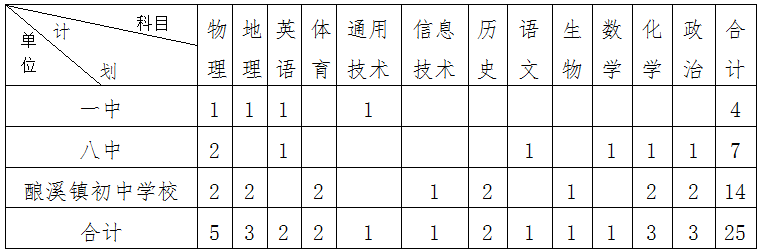 科目
计
单位
划
物理 地理 英语 体育 通用技术 信息技术 历史 语文 生物 数学 化学 政治 合计
一中 1 1 1 1 4
八中 2 1 1 1 1 1 7
酿溪镇初中学校 2 2 2 1 2 1 2 2 14
合计 5 3 2 2 1 1 2 1 1 1 3 3 25